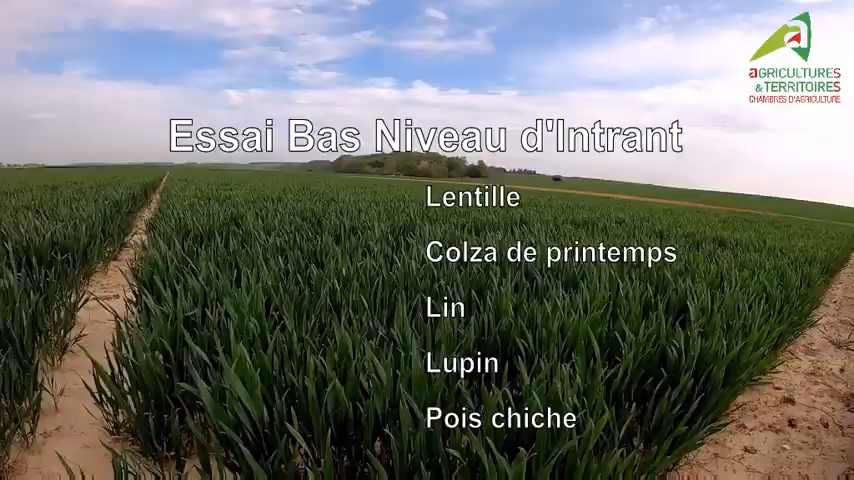 aGRICULTURES
& TERRITOIRES
CHAMBRES D'AGRICULTURE
Essai Bas Niveau d'Intrant
Lentille
Colza de printemps
Lin
Lupin
Pois chiche